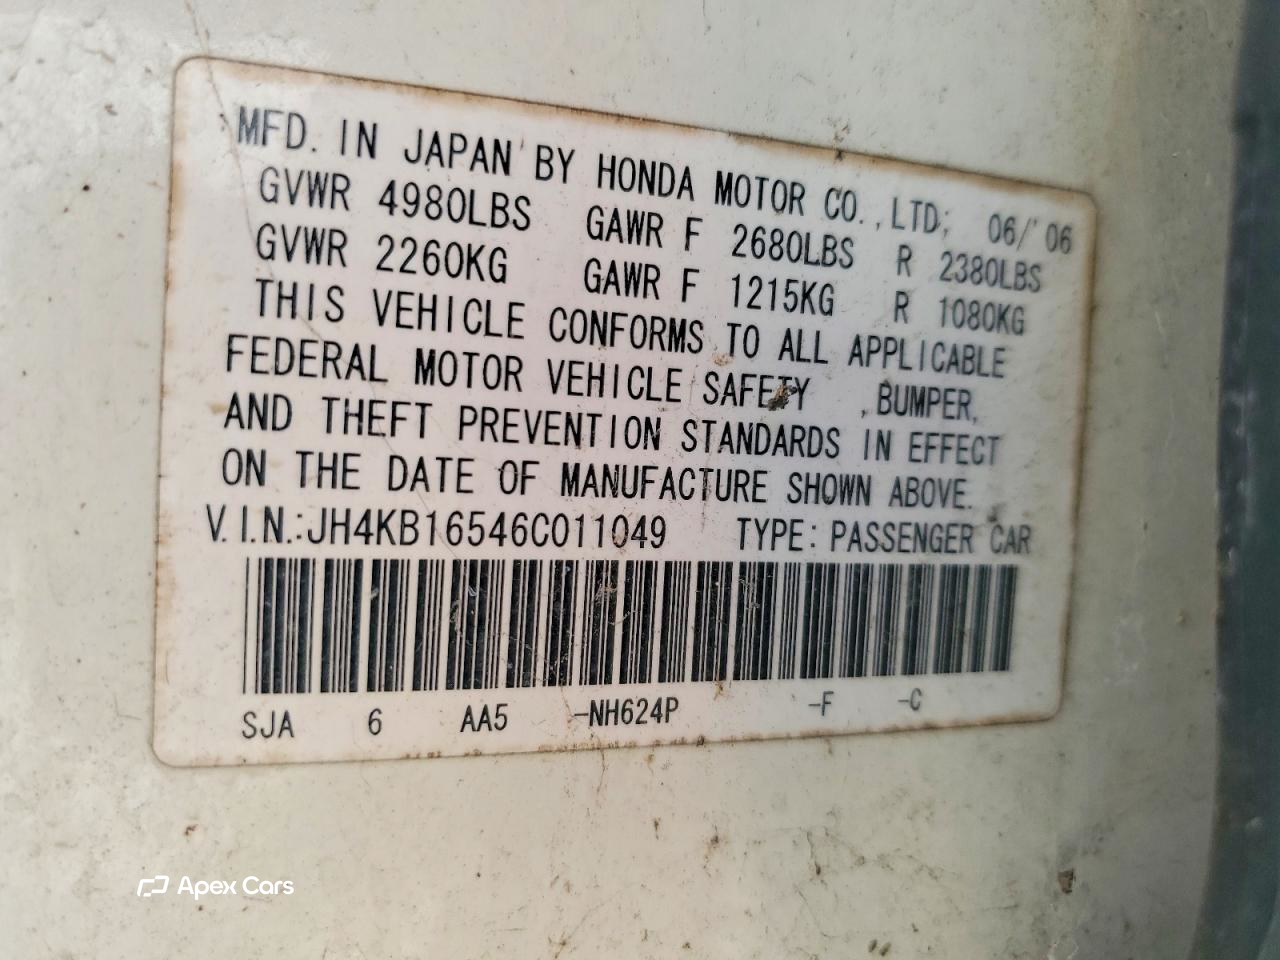 MFD. IN JAPAN BY HONDA MOTOR CO.,LTD; 06/'06
GVWR 4980LBS GAWR F 2680LBS R 2380LBS
GVWR 2260KG GAWR F 1215KG R 1080KG
THIS VEHICLE CONFORMS TO ALL APPLICABLE
FEDERAL MOTOR VEHICLE SAFETY ,BUMPER,
AND THEFT PREVENTION STANDARDS IN EFFECT
ON THE DATE OF MANUFACTURE SHOWN ABOVE.
V.I.N.:JH4KB16546C011049 TYPE: PASSENGER CAR
SJA 6 AA5 -NH624P -F -C
Apex Cars